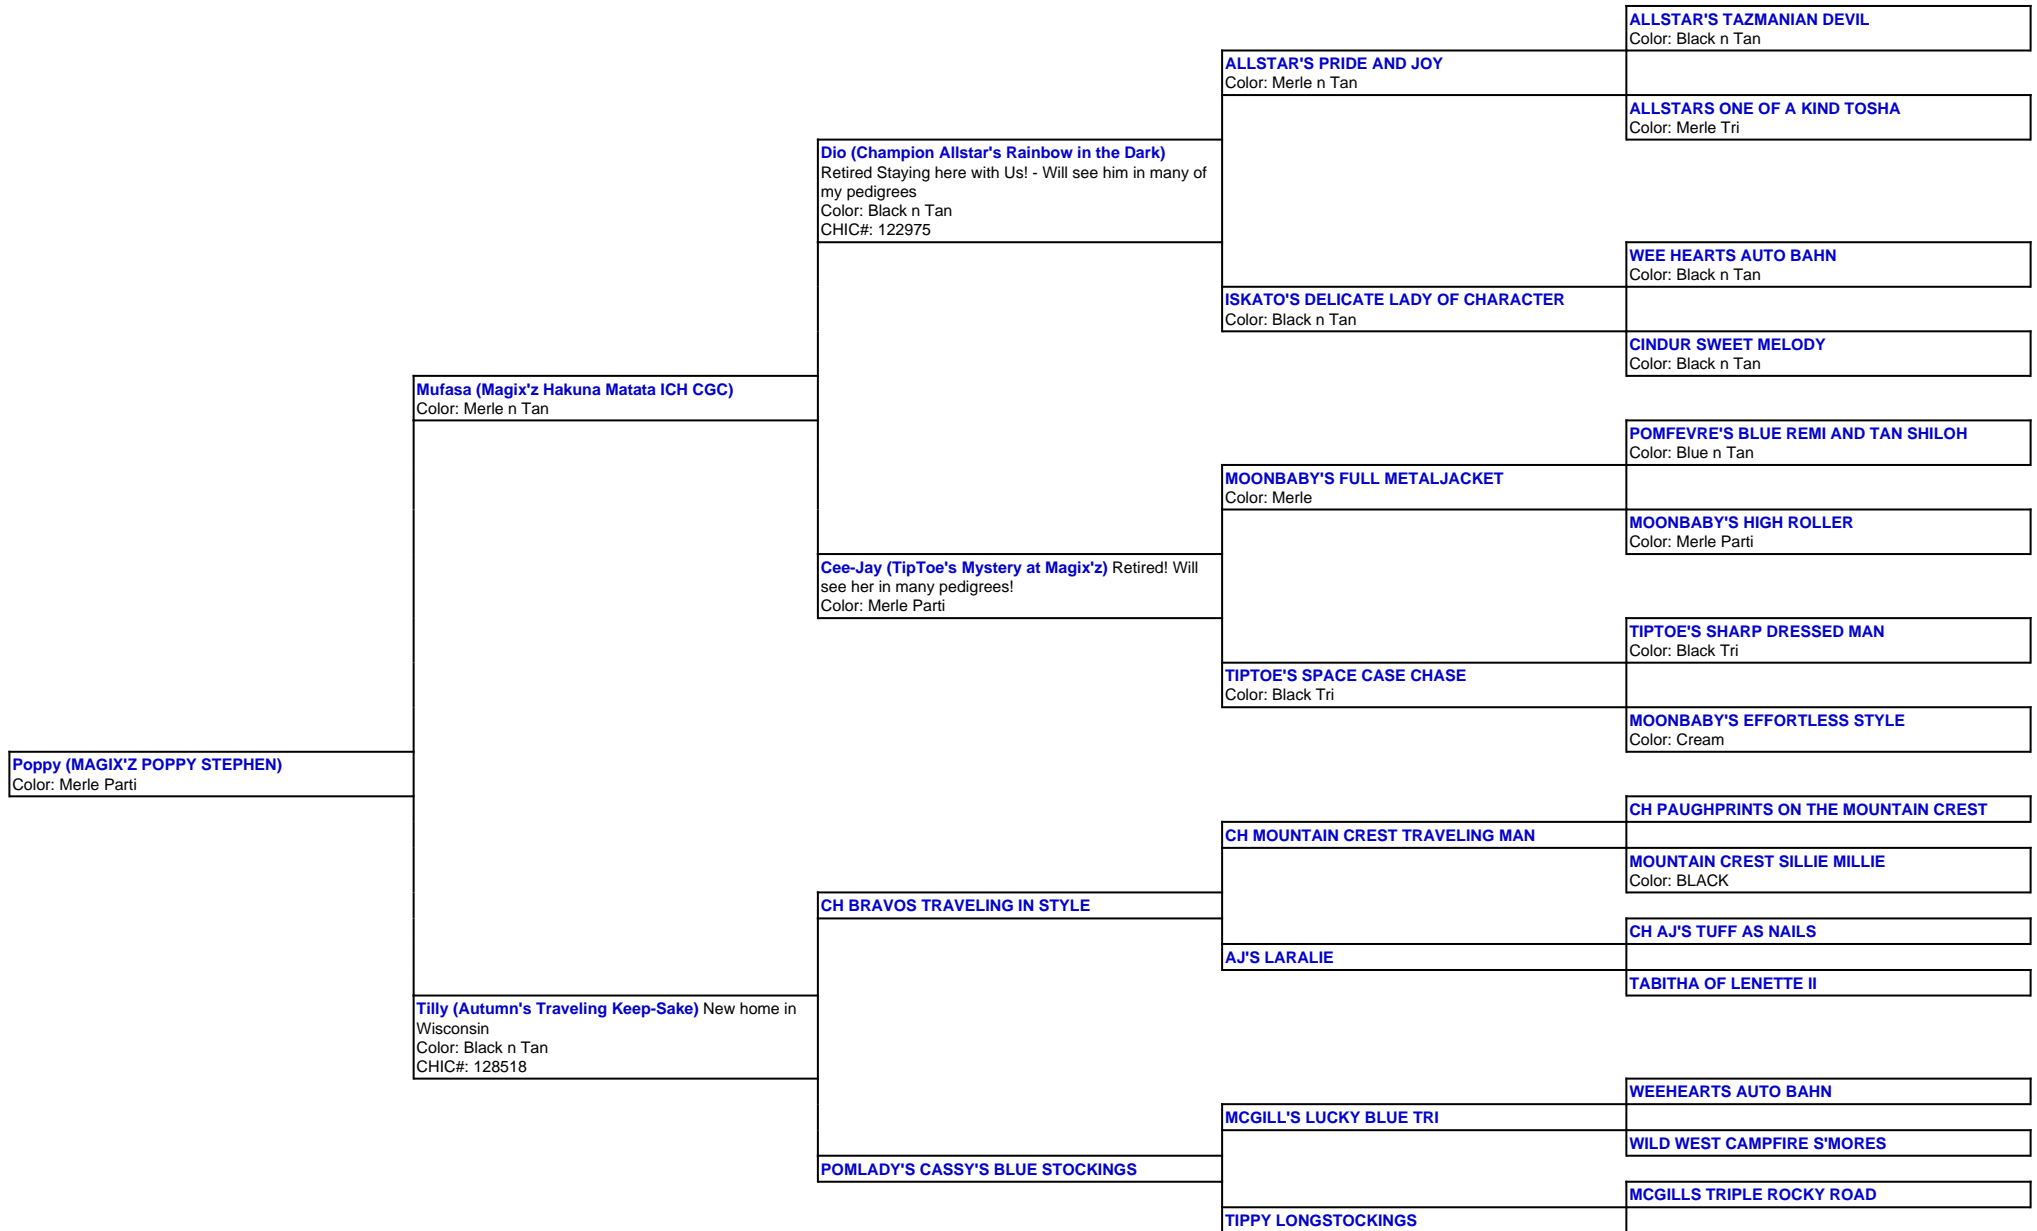 ALLSTAR'S TAZMANIAN DEVIL
Color: Black n Tan
ALLSTAR'S PRIDE AND JOY
Color: Merle n Tan
ALLSTARS ONE OF A KIND TOSHA
Color: Merle Tri
Dio (Champion Allstar's Rainbow in the Dark)
Retired Staying here with Us! - Will see him in many of
my pedigrees
Color: Black n Tan
CHIC#: 122975
WEE HEARTS AUTO BAHN
Color: Black n Tan
ISKATO'S DELICATE LADY OF CHARACTER
Color: Black n Tan
CINDUR SWEET MELODY
Color: Black n Tan
Mufasa (Magix'z Hakuna Matata ICH CGC)
Color: Merle n Tan
POMFEVRE'S BLUE REMI AND TAN SHILOH
Color: Blue n Tan
MOONBABY'S FULL METALJACKET
Color: Merle
MOONBABY'S HIGH ROLLER
Color: Merle Parti
Cee-Jay (TipToe's Mystery at Magix'z) Retired! Will
see her in many pedigrees!
Color: Merle Parti
TIPTOE'S SHARP DRESSED MAN
Color: Black Tri
TIPTOE'S SPACE CASE CHASE
Color: Black Tri
MOONBABY'S EFFORTLESS STYLE
Color: Cream
Poppy (MAGIX'Z POPPY STEPHEN)
Color: Merle Parti
CH PAUGHPRINTS ON THE MOUNTAIN CREST
CH MOUNTAIN CREST TRAVELING MAN
MOUNTAIN CREST SILLIE MILLIE
Color: BLACK
CH BRAVOS TRAVELING IN STYLE
CH AJ'S TUFF AS NAILS
AJ'S LARALIE
TABITHA OF LENETTE II
Tilly (Autumn's Traveling Keep-Sake) New home in
Wisconsin
Color: Black n Tan
CHIC#: 128518
WEEHEARTS AUTO BAHN
MCGILL'S LUCKY BLUE TRI
WILD WEST CAMPFIRE S'MORES
POMLADY'S CASSY'S BLUE STOCKINGS
MCGILLS TRIPLE ROCKY ROAD
TIPPY LONGSTOCKINGS